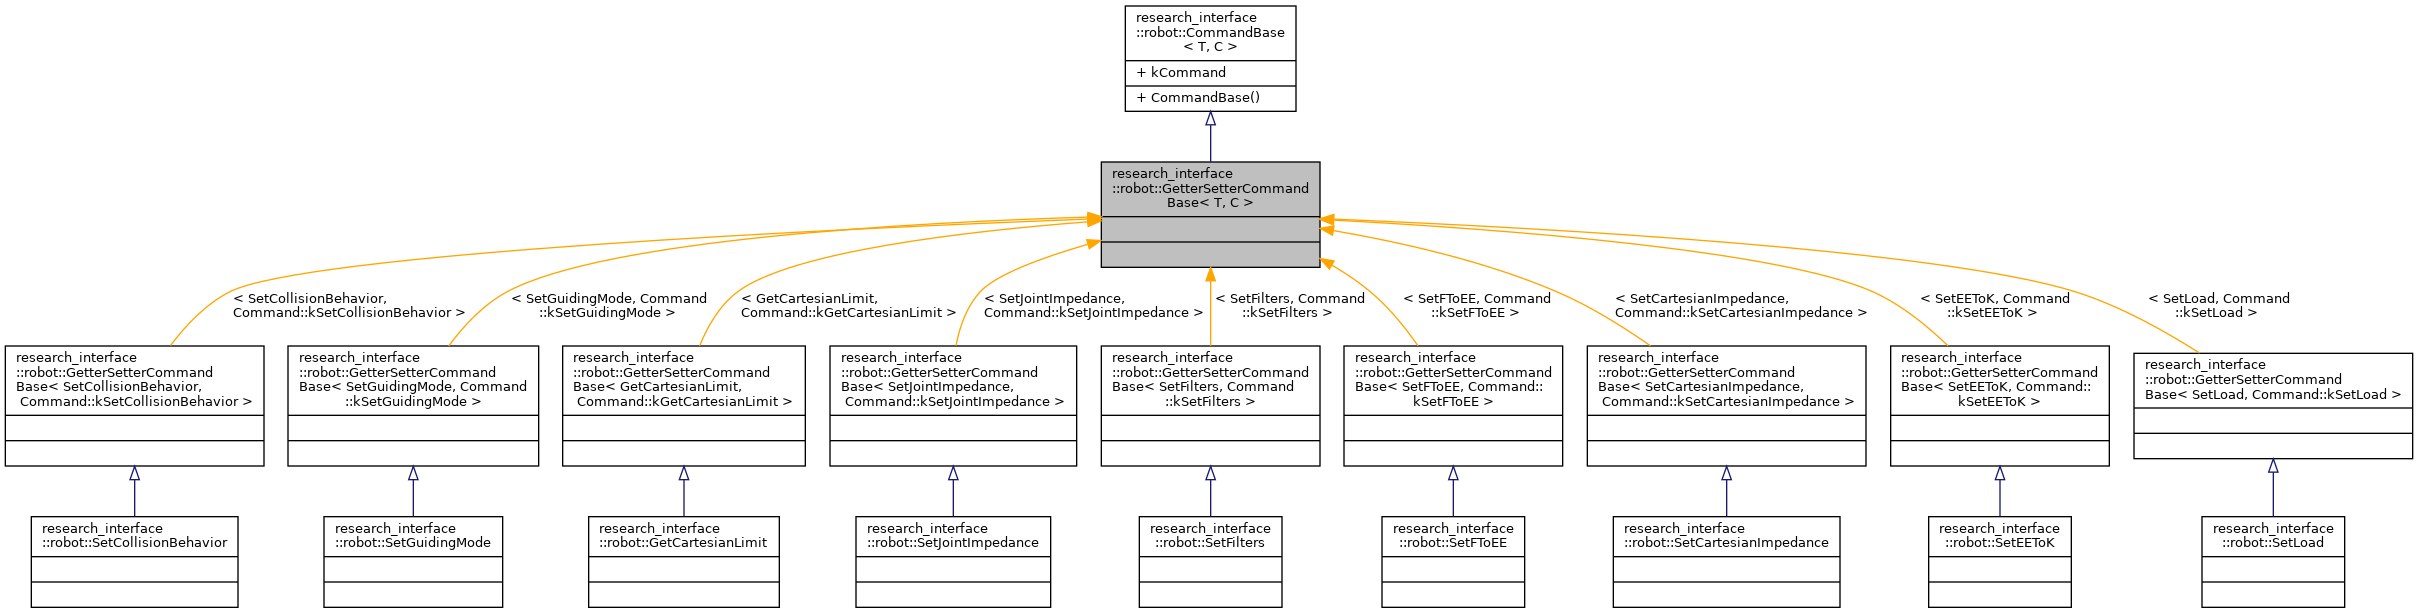 research_interface
::robot::CommandBase
< T, C >
+ kCommand
+ CommandBase()
research_interface
::robot::GetterSetterCommand
Base< T, C >
< SetCollisionBehavior,
Command::kSetCollisionBehavior >
< SetGuidingMode, Command
::kSetGuidingMode >
< GetCartesianLimit,
Command::kGetCartesianLimit >
< SetJointImpedance,
Command::kSetJointImpedance >
< SetFilters, Command
::kSetFilters >
< SetFToEE, Command
::kSetFToEE >
< SetCartesianImpedance,
Command::kSetCartesianImpedance >
< SetEEToK, Command
::kSetEEToK >
< SetLoad, Command
::kSetLoad >
research_interface
::robot::GetterSetterCommand
Base< SetCollisionBehavior,
Command::kSetCollisionBehavior >
research_interface
::robot::GetterSetterCommand
Base< SetGuidingMode, Command
::kSetGuidingMode >
research_interface
::robot::GetterSetterCommand
Base< GetCartesianLimit,
Command::kGetCartesianLimit >
research_interface
::robot::GetterSetterCommand
Base< SetJointImpedance,
Command::kSetJointImpedance >
research_interface
::robot::GetterSetterCommand
Base< SetFilters, Command
::kSetFilters >
research_interface
::robot::GetterSetterCommand
Base< SetFToEE, Command::
kSetFToEE >
research_interface
::robot::GetterSetterCommand
Base< SetCartesianImpedance,
Command::kSetCartesianImpedance >
research_interface
::robot::GetterSetterCommand
Base< SetEEToK, Command::
kSetEEToK >
research_interface
::robot::GetterSetterCommand
Base< SetLoad, Command::kSetLoad >
research_interface
::robot::SetCollisionBehavior
research_interface
::robot::SetGuidingMode
research_interface
::robot::GetCartesianLimit
research_interface
::robot::SetJointImpedance
research_interface
::robot::SetFilters
research_interface
::robot::SetFToEE
research_interface
::robot::SetCartesianImpedance
research_interface
::robot::SetEEToK
research_interface
::robot::SetLoad